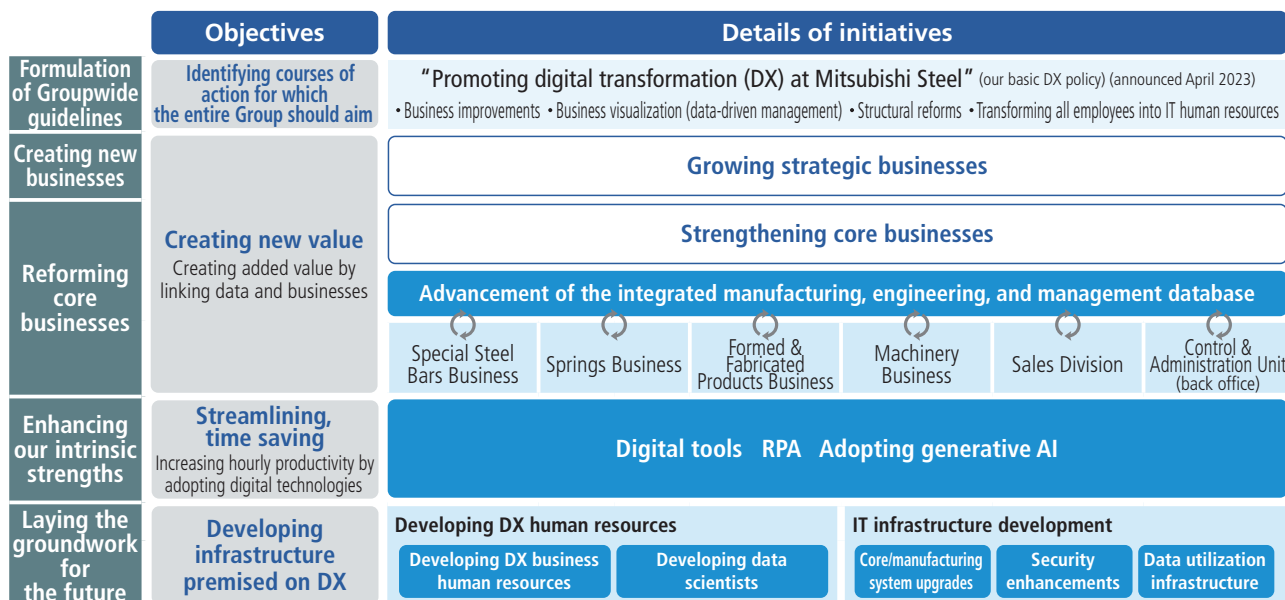 Objectives
Details of initiatives
Formulation
of Groupwide
guidelines
Identifying courses of
action for which
the entire Group should aim
“Promoting digital transformation (DX) at Mitsubishi Steel” (our basic DX policy) (announced April 2023)
• Business improvements • Business visualization (data-driven management) • Structural reforms • Transforming all employees into IT human resources
Creating new
businesses
Growing strategic businesses
Reforming
core
businesses
Creating new value
Creating added value by
linking data and businesses
Strengthening core businesses
Advancement of the integrated manufacturing, engineering, and management database
Special Steel
Bars Business
Springs Business
Formed &
Fabricated
Products Business
Machinery
Business
Sales Division
Control &
Administration Unit
(back office)
Enhancing
our intrinsic
strengths
Streamlining,
time saving
Increasing hourly productivity by
adopting digital technologies
Digital tools RPA Adopting generative AI
Laying the
groundwork
for
the future
Developing
infrastructure
premised on DX
Developing DX human resources
Developing DX business
human resources
Developing data
scientists
IT infrastructure development
Core/manufacturing
system upgrades
Security
enhancements
Data utilization
infrastructure